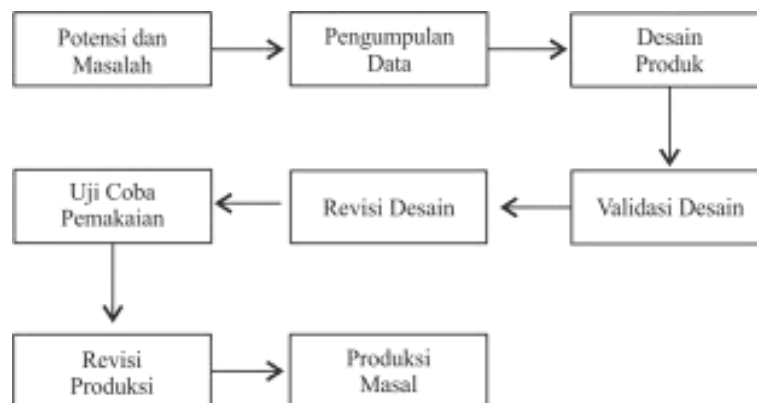 Potensi dan
Masalah
Pengumpulan
Data
Desain
Produk
Uji Coba
Pemakaian
Revisi Desain
Validasi Desain
Revisi
Produksi
Produksi
Masal